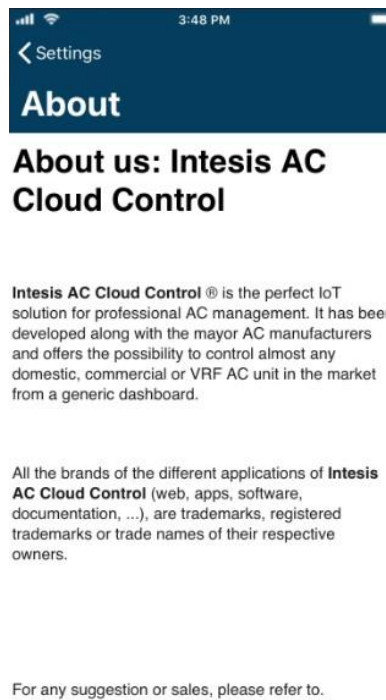 3:48 PM
Settings
About
About us: Intesis AC
Cloud Control
Intesis AC Cloud Control ® is the perfect IoT
solution for professional AC management. It has been
developed along with the mayor AC manufacturers
and offers the possibility to control almost any
domestic, commercial or VRF AC unit in the market
from a generic dashboard.
All the brands of the different applications of Intesis
AC Cloud Control (web, apps, software,
documentation, ...), are trademarks, registered
trademarks or trade names of their respective
owners.
For any suggestion or sales, please refer to.